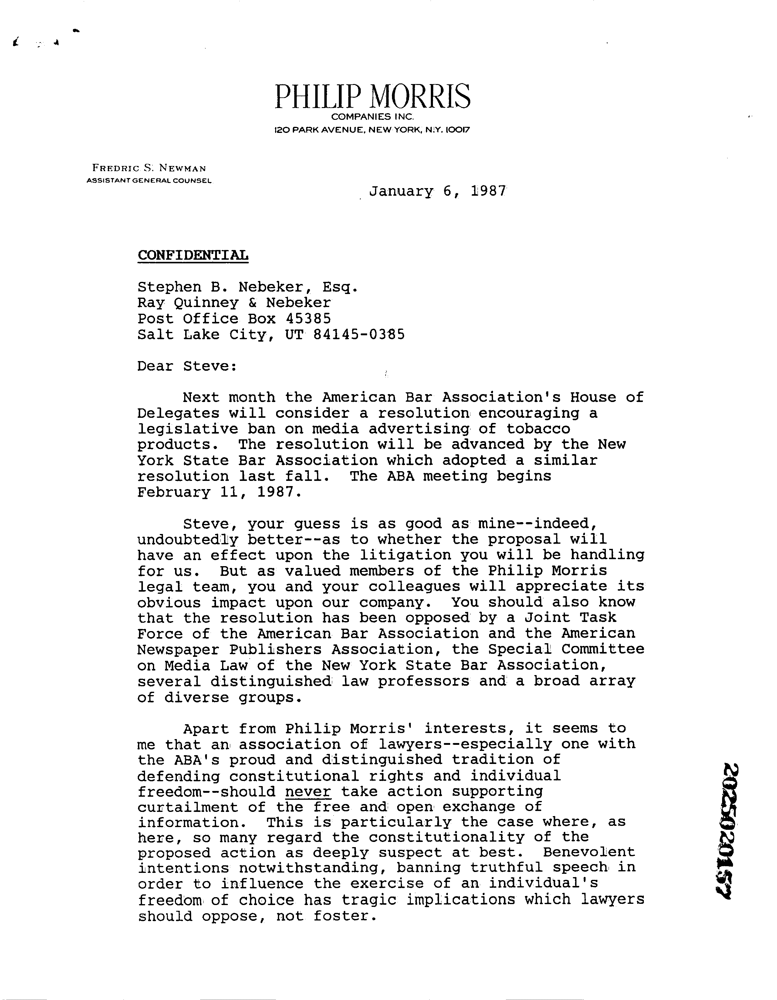 PHILIP MORRIS
COMPANIES INC.
120 PARK AVENUE, NEW YORK, N.Y. 10017
FREDRIC S. NEWMAN
ASSISTANT GENERAL COUNSEL
January 6, 1987
CONFIDENTIAL
Stephen B. Nebeker, Esq.
Ray Quinney & Nebeker
Post Office Box 45385
Salt Lake City, UT 84145-0385
Dear Steve:
Next month the American Bar Association's House of
Delegates will consider a resolution encouraging a
legislative ban on media advertising of tobacco
products. The resolution will be advanced by the New
York State Bar Association which adopted a similar
resolution last fall. The ABA meeting begins
February 11, 1987.
Steve, your guess is as good as mine--indeed,
undoubtedly better--as to whether the proposal will
have an effect upon the litigation you will be handling
for us. But as valued members of the Philip Morris
legal team, you and your colleagues will appreciate its
obvious impact upon our company. You should also know
that the resolution has been opposed by a Joint Task
Force of the American Bar Association and the American
Newspaper Publishers Association, the Special Committee
on Media Law of the New York State Bar Association,
several distinguished law professors and a broad array
of diverse groups.
Apart from Philip Morris' interests, it seems to
me that an association of lawyers--especially one with
the ABA's proud and distinguished tradition of
defending constitutional rights and individual
freedom--should never take action supporting
curtailment of the free and open exchange of
information. This is particularly the case where, as
here, so many regard the constitutionality of the
proposed action as deeply suspect at best. Benevolent
intentions notwithstanding, banning truthful speech in
order to influence the exercise of an individual's
freedom of choice has tragic implications which lawyers
should oppose, not foster.
2025020157